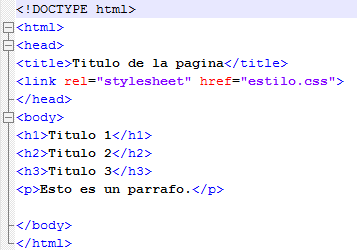 <!DOCTYPE html>
<html>
<head>
<title>Titulo de la pagina</title>
<link rel="stylesheet" href="estilo.css">
</head>
<body>
<h1>Titulo 1</h1>
<h2>Titulo 2</h2>
<h3>Titulo 3</h3>
<p>Esto es un parrafo.</p>
</body>
</html>